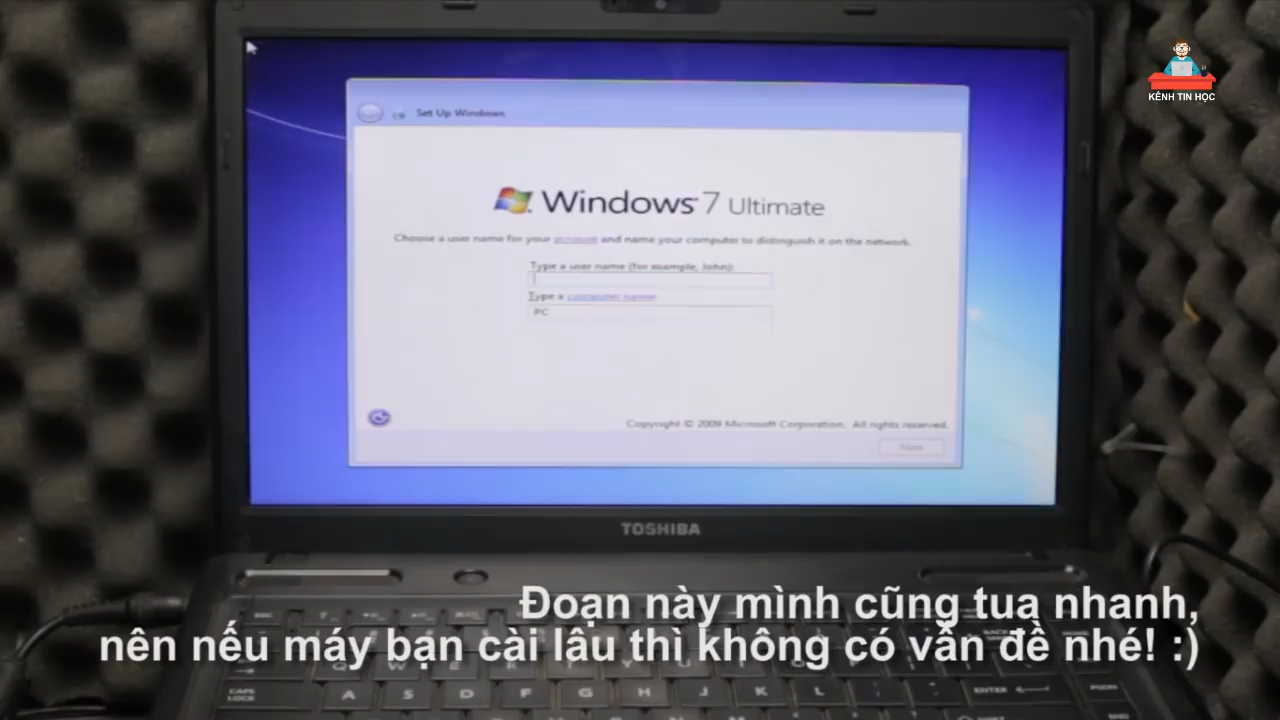 KÊNH TIN HỌC
Set Up Windows
Windows 7 Ultimate
Choose a user name for your account and name your computer to distinguish it on the network.
Type a user name (for example, John):
Type a computer name:
PC
Copyright © 2009 Microsoft Corporation. All rights reserved.
TOSHIBA
Đoạn này mình cũng tua nhanh,
nên nếu máy bạn cài lâu thì không có vấn đề nhé! :)
CAPS LOCK
A S D F G H J K L
ENTER